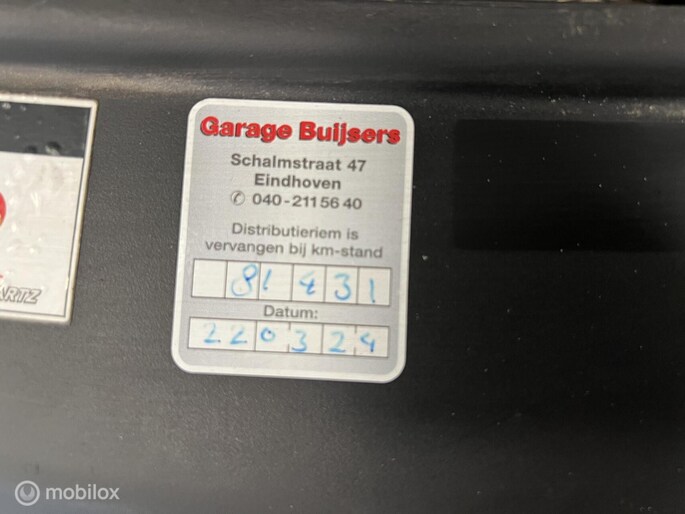 Garage Buijsers
Schalmstraat 47
Eindhoven
✆ 040-211 56 40
Distributieriem is
vervangen bij km-stand
81431
Datum:
220324
ARTZ
mobilox